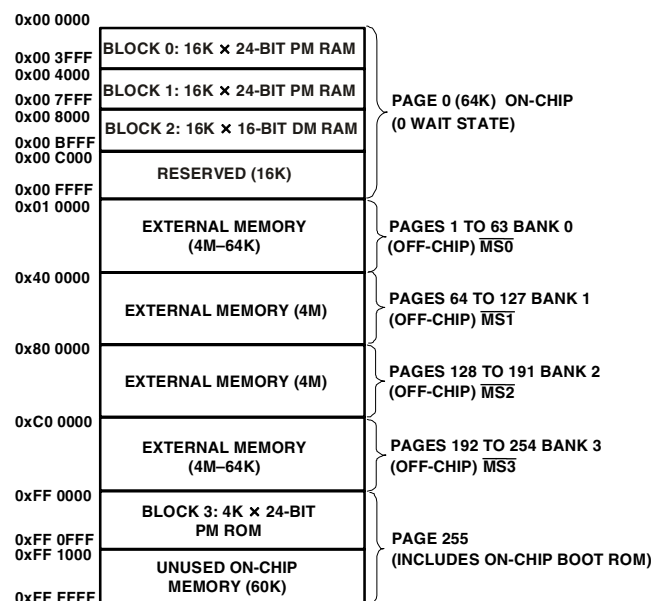 0x00 0000
BLOCK 0: 16K × 24-BIT PM RAM
0x00 3FFF
0x00 4000
BLOCK 1: 16K × 24-BIT PM RAM
0x00 7FFF
0x00 8000
BLOCK 2: 16K × 16-BIT DM RAM
0x00 BFFF
0x00 C000
RESERVED (16K)
0x00 FFFF
PAGE 0 (64K) ON-CHIP
(0 WAIT STATE)
0x01 0000
EXTERNAL MEMORY
(4M–64K)
PAGES 1 TO 63 BANK 0
(OFF-CHIP) MS0
0x40 0000
EXTERNAL MEMORY (4M)
PAGES 64 TO 127 BANK 1
(OFF-CHIP) MS1
0x80 0000
EXTERNAL MEMORY (4M)
PAGES 128 TO 191 BANK 2
(OFF-CHIP) MS2
0xC0 0000
EXTERNAL MEMORY
(4M–64K)
PAGES 192 TO 254 BANK 3
(OFF-CHIP) MS3
0xFF 0000
BLOCK 3: 4K × 24-BIT
PM ROM
0xFF 0FFF
0xFF 1000
UNUSED ON-CHIP
MEMORY (60K)
0xFF FFFF
PAGE 255
(INCLUDES ON-CHIP BOOT ROM)